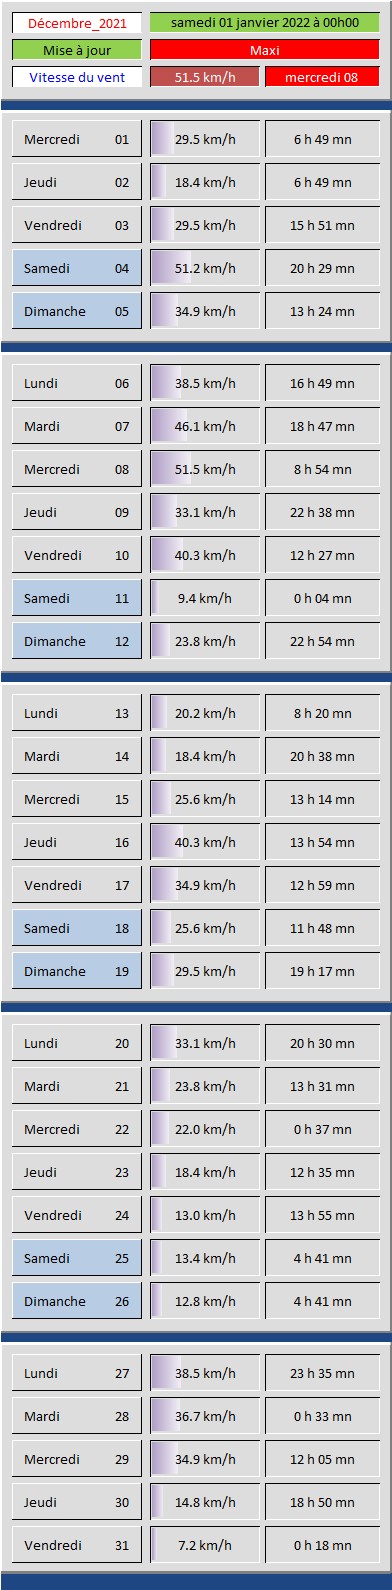 Décembre_2021 samedi 01 janvier 2022 à 00h00
Mise à jour Maxi
Vitesse du vent 51.5 km/h mercredi 08
Mercredi 01 29.5 km/h 6 h 49 mn
Jeudi 02 18.4 km/h 6 h 49 mn
Vendredi 03 29.5 km/h 15 h 51 mn
Samedi 04 51.2 km/h 20 h 29 mn
Dimanche 05 34.9 km/h 13 h 24 mn
Lundi 06 38.5 km/h 16 h 49 mn
Mardi 07 46.1 km/h 18 h 47 mn
Mercredi 08 51.5 km/h 8 h 54 mn
Jeudi 09 33.1 km/h 22 h 38 mn
Vendredi 10 40.3 km/h 12 h 27 mn
Samedi 11 9.4 km/h 0 h 04 mn
Dimanche 12 23.8 km/h 22 h 54 mn
Lundi 13 20.2 km/h 8 h 20 mn
Mardi 14 18.4 km/h 20 h 38 mn
Mercredi 15 25.6 km/h 13 h 14 mn
Jeudi 16 40.3 km/h 13 h 54 mn
Vendredi 17 34.9 km/h 12 h 59 mn
Samedi 18 25.6 km/h 11 h 48 mn
Dimanche 19 29.5 km/h 19 h 17 mn
Lundi 20 33.1 km/h 20 h 30 mn
Mardi 21 23.8 km/h 13 h 31 mn
Mercredi 22 22.0 km/h 0 h 37 mn
Jeudi 23 18.4 km/h 12 h 35 mn
Vendredi 24 13.0 km/h 13 h 55 mn
Samedi 25 13.4 km/h 4 h 41 mn
Dimanche 26 12.8 km/h 4 h 41 mn
Lundi 27 38.5 km/h 23 h 35 mn
Mardi 28 36.7 km/h 0 h 33 mn
Mercredi 29 34.9 km/h 12 h 05 mn
Jeudi 30 14.8 km/h 18 h 50 mn
Vendredi 31 7.2 km/h 0 h 18 mn